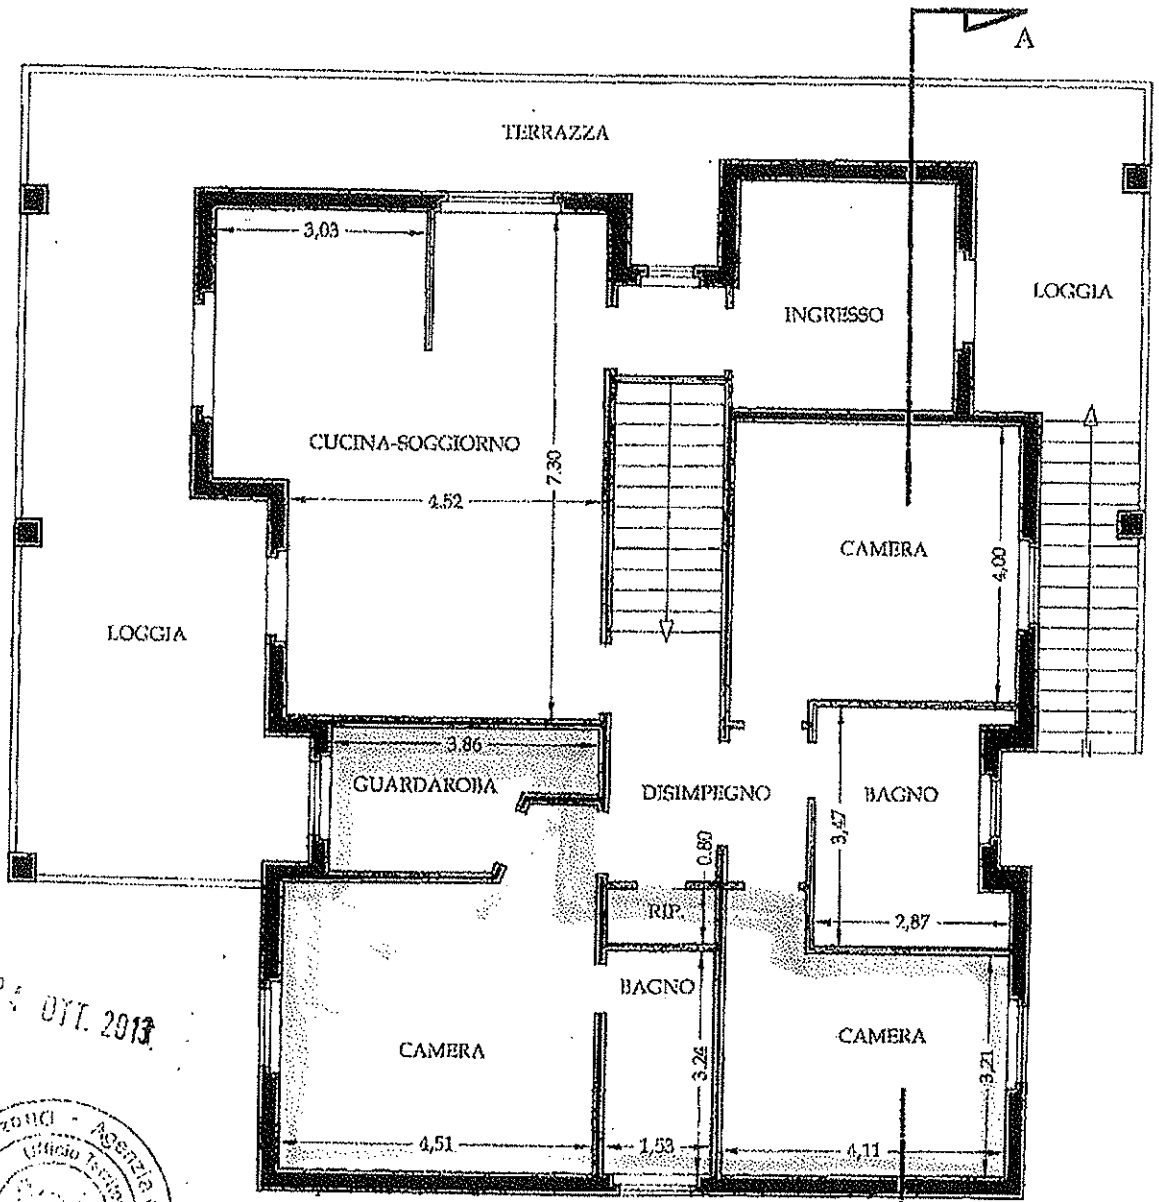 A
TERRAZZA
3,03
LOGGIA
INGRESSO
CUCINA-SOGGIORNO
7.30
4.52
CAMERA
4,00
LOGGIA
3,86
GUARDAROBA
DISIMPEGNO
BAGNO
3,47
0.80
RIP.
2,87
BAGNO
OTT. 2013
CAMERA
CAMERA
3.24
3,21
4,51
1,53
4,11
Agenzia